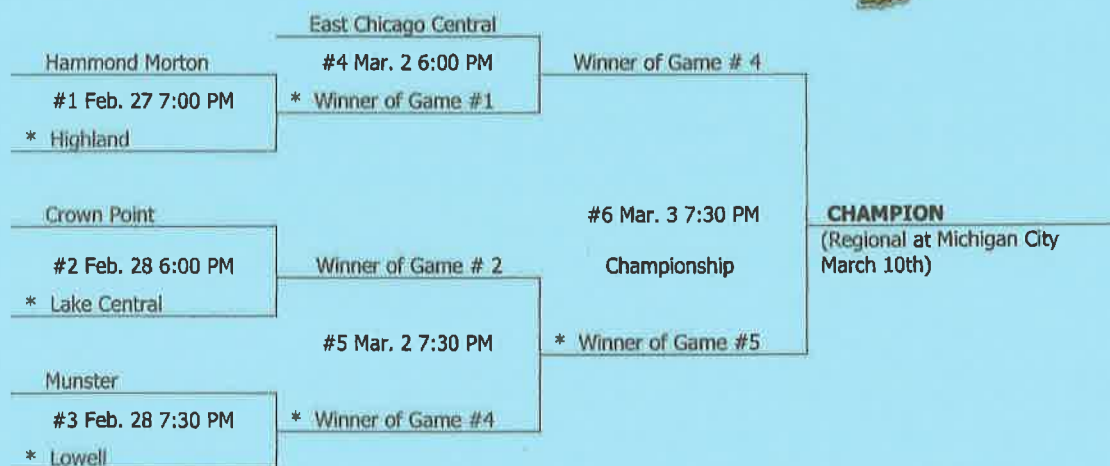 East Chicago Central
Hammond Morton
#4 Mar. 2 6:00 PM
Winner of Game # 4
#1 Feb. 27 7:00 PM
* Winner of Game #1
* Highland
Crown Point
#6 Mar. 3 7:30 PM
CHAMPION
(Regional at Michigan City
March 10th)
#2 Feb. 28 6:00 PM
Winner of Game # 2
Championship
* Lake Central
#5 Mar. 2 7:30 PM
* Winner of Game #5
Munster
#3 Feb. 28 7:30 PM
* Winner of Game #4
* Lowell